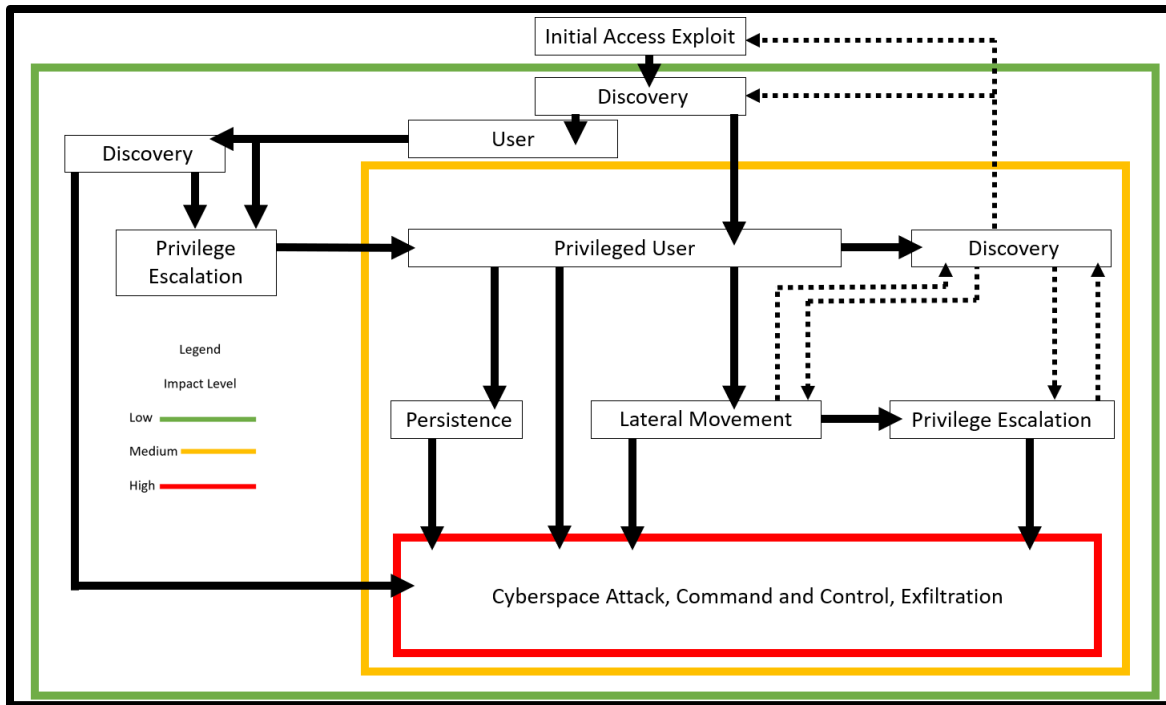 Initial Access Exploit
Discovery
User
Discovery
Privilege
Escalation
Privileged User
Discovery
Legend
Impact Level
Low
Medium
High
Persistence
Lateral Movement
Privilege Escalation
Cyberspace Attack, Command and Control, Exfiltration